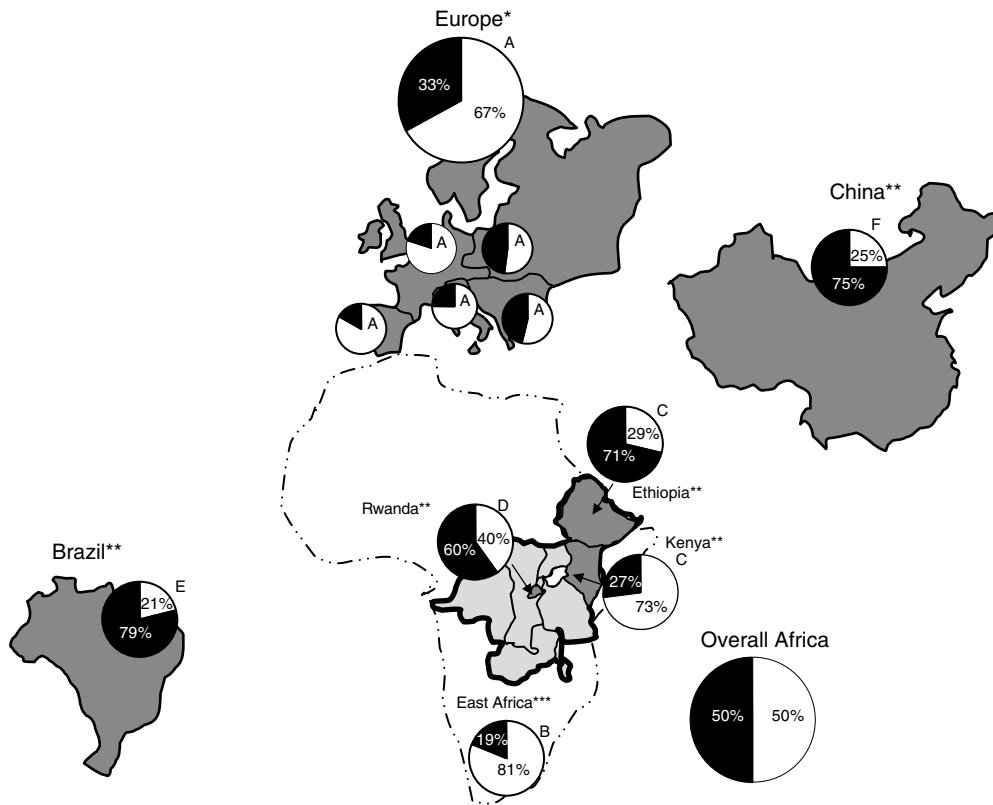 Europe*
A
33%
67%
China**
F
25%
75%
A
A
A
A
A
C
29%
71%
Ethiopia**
Rwanda**
D
40%
60%
Kenya**
C
27%
73%
Brazil**
E
21%
79%
Overall Africa
50%
50%
East Africa***
B
19%
81%